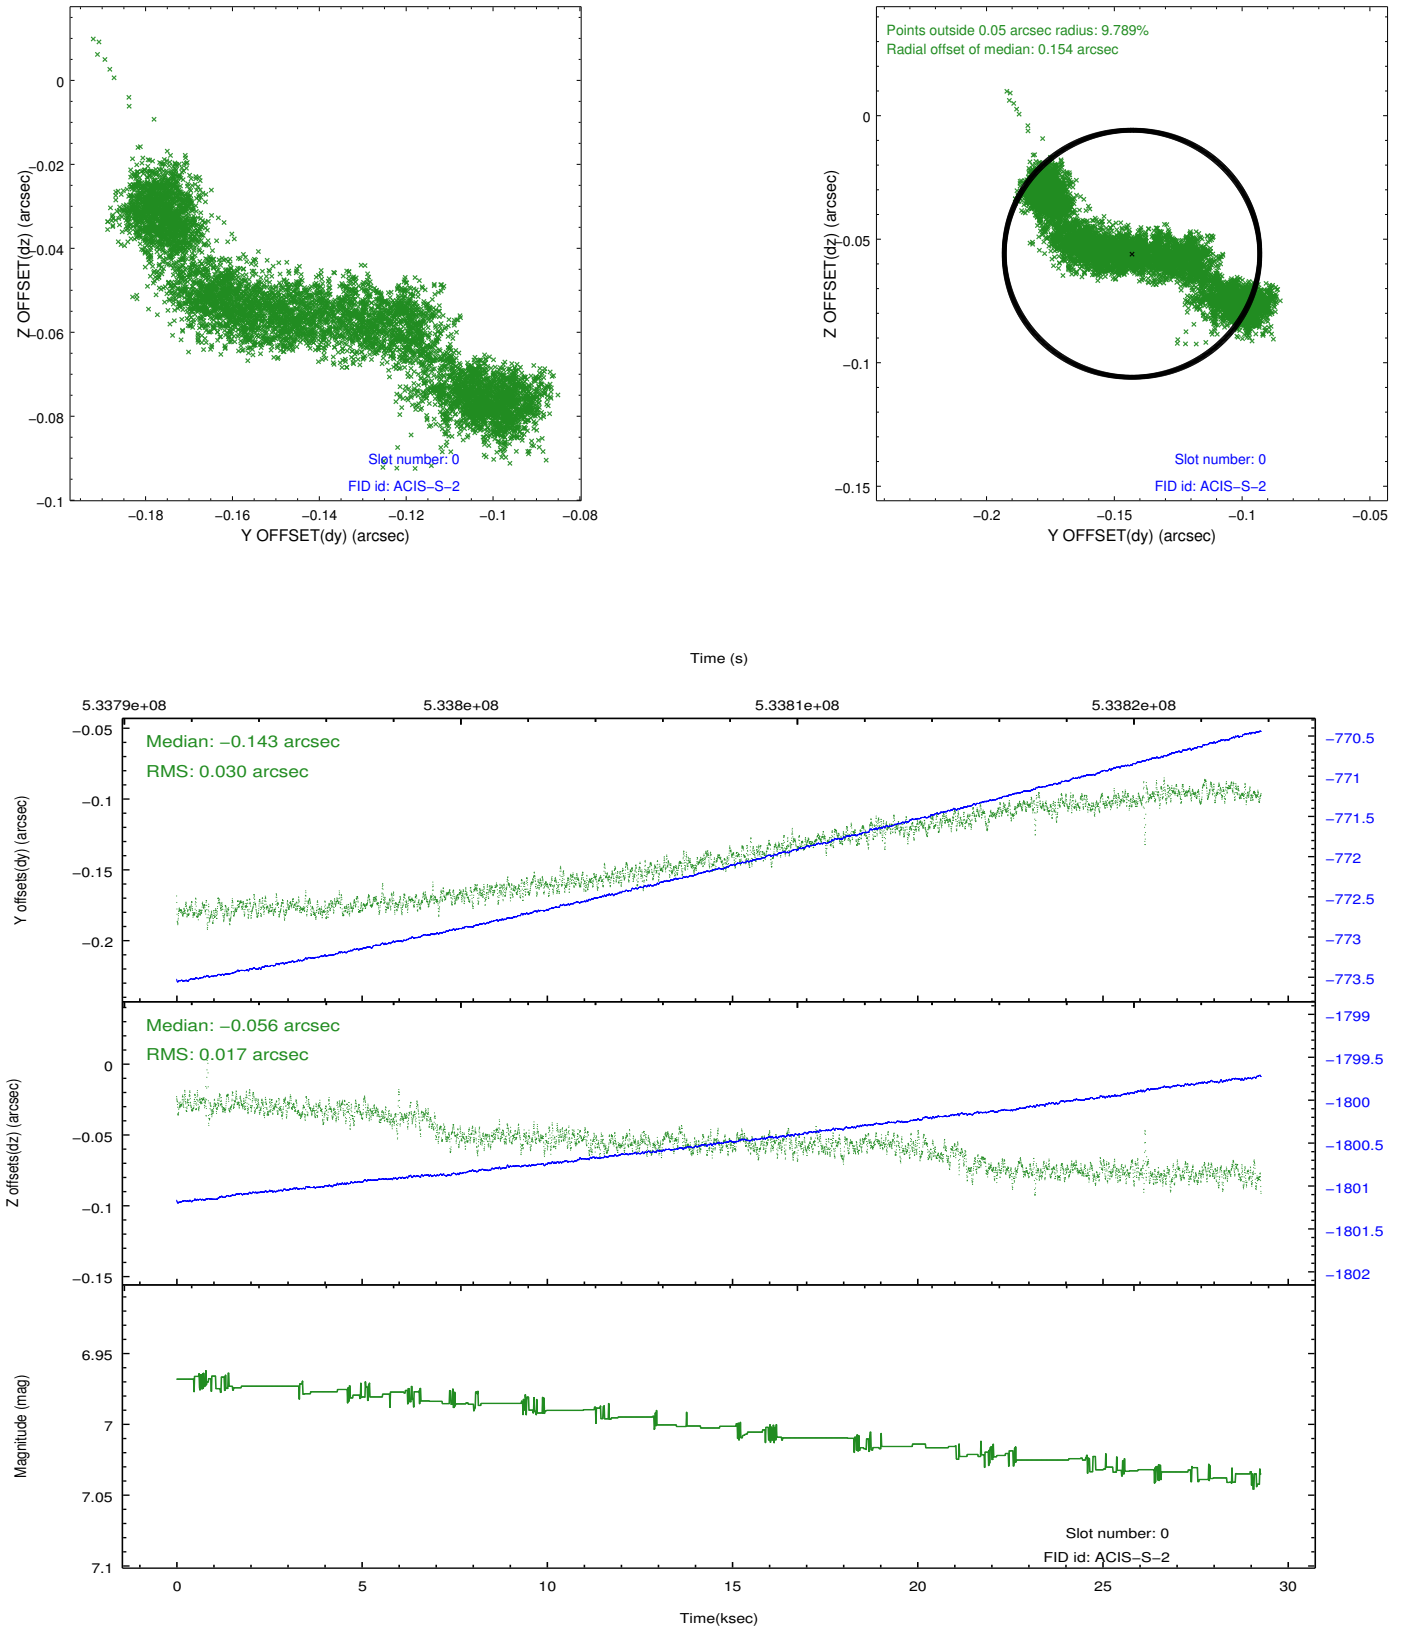 0
−0.02
−0.04
−0.06
−0.08
−0.1
Z OFFSET(dz) (arcsec)
Slot number: 0
FID id: ACIS−S−2
−0.18 −0.16 −0.14 −0.12 −0.1 −0.08
Y OFFSET(dy) (arcsec)
Points outside 0.05 arcsec radius: 9.789%
Radial offset of median: 0.154 arcsec
0
−0.05
−0.1
−0.15
Z OFFSET(dz) (arcsec)
Slot number: 0
FID id: ACIS−S−2
−0.2 −0.15 −0.1 −0.05
Y OFFSET(dy) (arcsec)
Time (s)
5.3379e+08 5.338e+08 5.3381e+08 5.3382e+08
Median: −0.143 arcsec
RMS: 0.030 arcsec
−0.05
−0.1
−0.15
−0.2
Y offsets(dy) (arcsec)
−770.5
−771
−771.5
−772
−772.5
−773
−773.5
Median: −0.056 arcsec
RMS: 0.017 arcsec
0
−0.05
−0.1
−0.15
Z offsets(dz) (arcsec)
−1799
−1799.5
−1800
−1800.5
−1801
−1801.5
−1802
6.95
7
7.05
7.1
Magnitude (mag)
Slot number: 0
FID id: ACIS−S−2
0 5 10 15 20 25 30
Time(ksec)